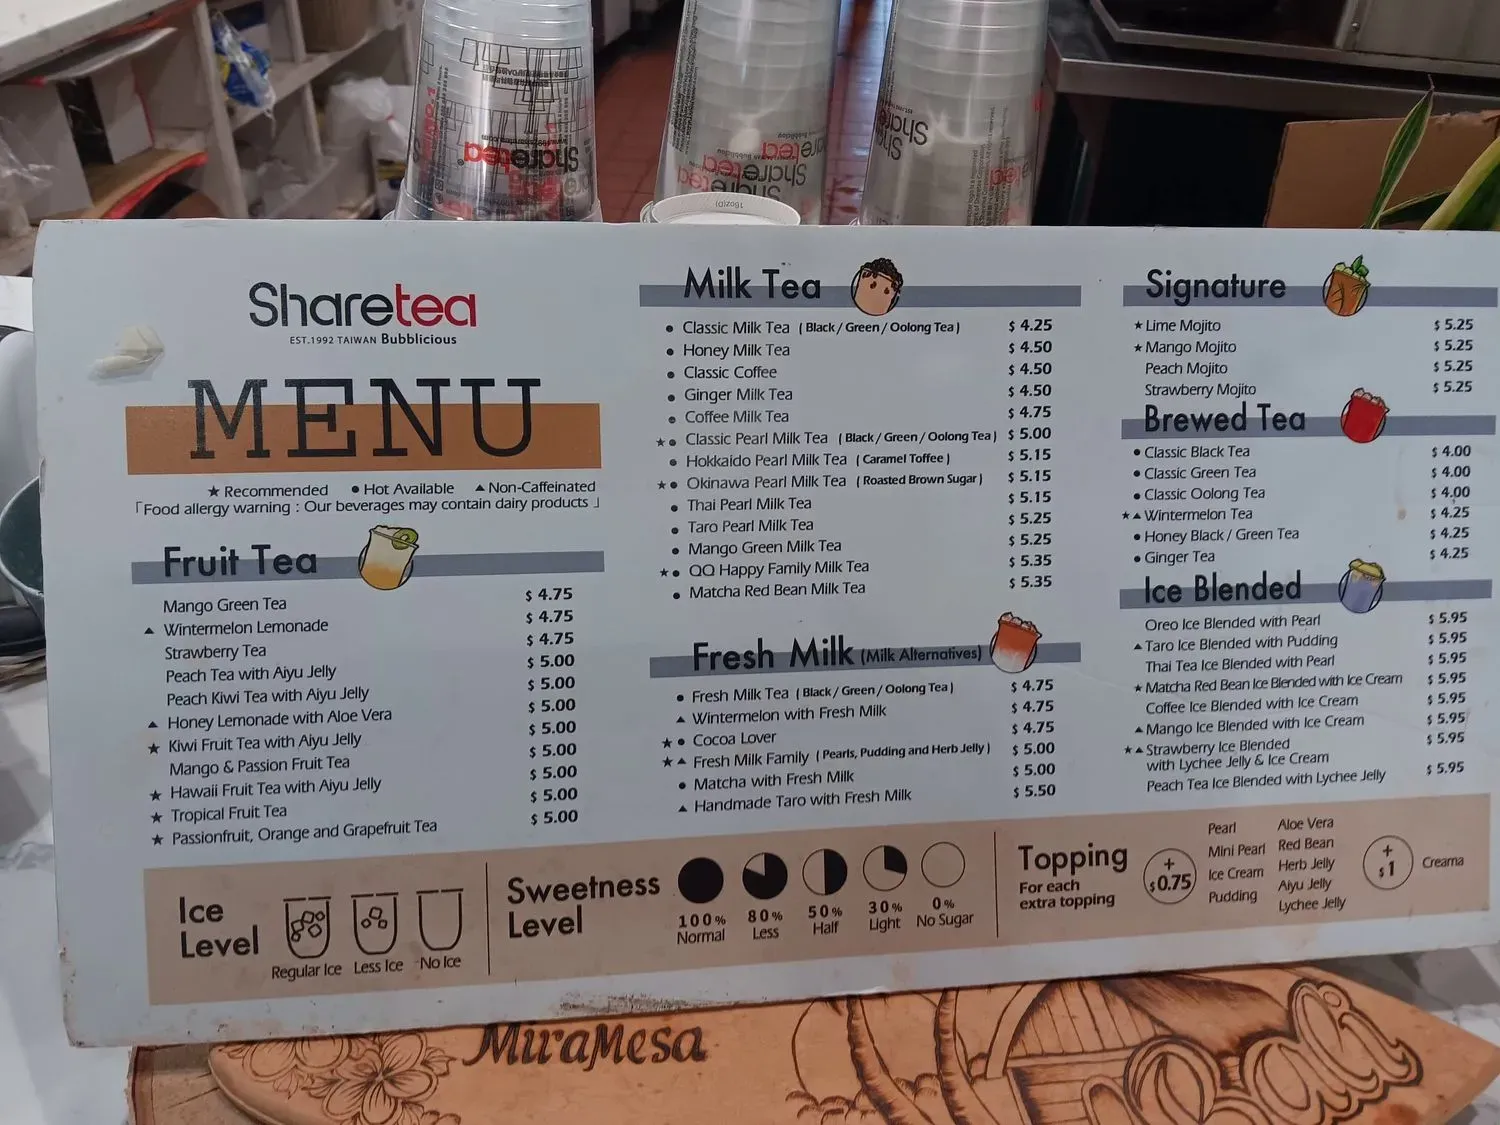 Sharetea
Sharetea
Sharetea
Share
16oz(D)
Sharetea
EST.1992 TAIWAN Bubblicious
MENU
★ Recommended ● Hot Available ▲ Non-Caffeinated
「Food allergy warning : Our beverages may contain dairy products 」
Fruit Tea
Mango Green Tea $ 4.75
▲ Wintermelon Lemonade $ 4.75
Strawberry Tea $ 4.75
Peach Tea with Aiyu Jelly $ 5.00
Peach Kiwi Tea with Aiyu Jelly $ 5.00
▲ Honey Lemonade with Aloe Vera $ 5.00
★ Kiwi Fruit Tea with Aiyu Jelly $ 5.00
Mango & Passion Fruit Tea $ 5.00
★ Hawaii Fruit Tea with Aiyu Jelly $ 5.00
★ Tropical Fruit Tea $ 5.00
★ Passionfruit, Orange and Grapefruit Tea $ 5.00
Milk Tea
● Classic Milk Tea ( Black / Green / Oolong Tea ) $ 4.25
● Honey Milk Tea $ 4.50
● Classic Coffee $ 4.50
● Ginger Milk Tea $ 4.50
● Coffee Milk Tea $ 4.75
★ ● Classic Pearl Milk Tea ( Black / Green / Oolong Tea ) $ 5.00
● Hokkaido Pearl Milk Tea ( Caramel Toffee ) $ 5.15
★ ● Okinawa Pearl Milk Tea ( Roasted Brown Sugar ) $ 5.15
● Thai Pearl Milk Tea $ 5.15
● Taro Pearl Milk Tea $ 5.25
● Mango Green Milk Tea $ 5.25
★ ● QQ Happy Family Milk Tea $ 5.35
● Matcha Red Bean Milk Tea $ 5.35
Fresh Milk (Milk Alternatives)
● Fresh Milk Tea ( Black / Green / Oolong Tea ) $ 4.75
▲ Wintermelon with Fresh Milk $ 4.75
★ ● Cocoa Lover $ 4.75
★ ▲ Fresh Milk Family ( Pearls, Pudding and Herb Jelly ) $ 5.00
● Matcha with Fresh Milk $ 5.00
▲ Handmade Taro with Fresh Milk $ 5.50
Signature
★ Lime Mojito $ 5.25
★ Mango Mojito $ 5.25
Peach Mojito $ 5.25
Strawberry Mojito $ 5.25
Brewed Tea
● Classic Black Tea $ 4.00
● Classic Green Tea $ 4.00
● Classic Oolong Tea $ 4.00
★ ▲ Wintermelon Tea $ 4.25
● Honey Black / Green Tea $ 4.25
● Ginger Tea $ 4.25
Ice Blended
Oreo Ice Blended with Pearl $ 5.95
▲ Taro Ice Blended with Pudding $ 5.95
Thai Tea Ice Blended with Pearl $ 5.95
★ Matcha Red Bean Ice Blended with Ice Cream $ 5.95
Coffee Ice Blended with Ice Cream $ 5.95
▲ Mango Ice Blended with Ice Cream $ 5.95
★ ▲ Strawberry Ice Blended $ 5.95
with Lychee Jelly & Ice Cream
Peach Tea Ice Blended with Lychee Jelly $ 5.95
Ice
Level
Regular Ice Less Ice No Ice
Sweetness
Level
100% 80% 50% 30% 0%
Normal Less Half Light No Sugar
Topping
For each
extra topping
+
$0.75
Pearl
Mini Pearl
Ice Cream
Pudding
Aloe Vera
Red Bean
Herb Jelly
Aiyu Jelly
Lychee Jelly
+
$1
Creama
MiraMesa